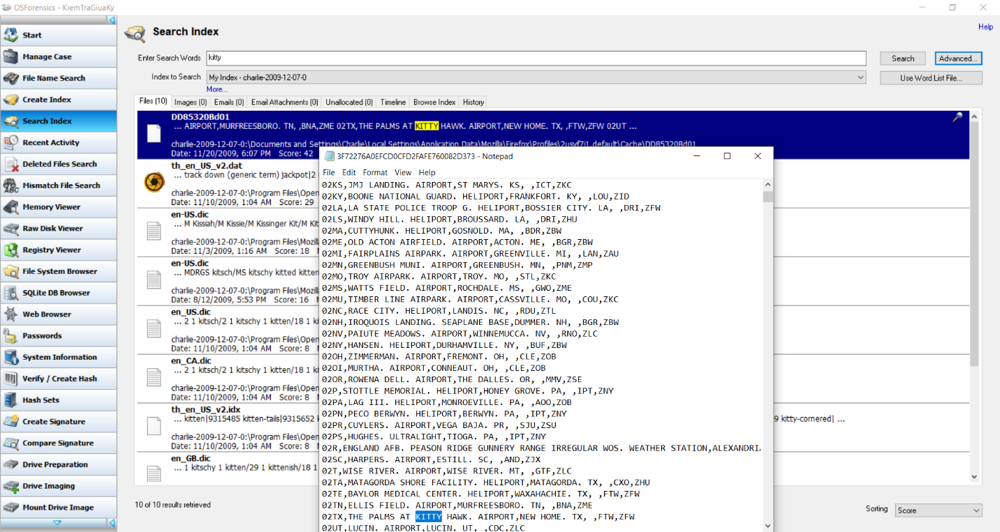 OSForensics - KiemTraGiuaKy
Start
Manage Case
File Name Search
Create Index
Search Index
Recent Activity
Deleted Files Search
Mismatch File Search
Memory Viewer
Raw Disk Viewer
Registry Viewer
File System Browser
SQLite DB Browser
Web Browser
Passwords
System Information
Verify / Create Hash
Hash Sets
Create Signature
Compare Signature
Drive Preparation
Drive Imaging
Mount Drive Image
Search Index
Help
Enter Search Words kitty Search Advanced...
Index to Search My Index - charlie-2009-12-07-0 Use Word List File...
More...
Files (10) Images (0) Emails (0) Email Attachments (0) Unallocated (0) Timeline Browse Index History
DD85320Bd01
... AIRPORT,MURFREESBORO. TN, ,BNA,ZME 02TX,THE PALMS AT KITTY HAWK. AIRPORT,NEW HOME. TX, ,FTW,ZFW 02UT ...
charlie-2009-12-07-0:\Documents and Settings\Charlie\Local Settings\Application Data\Mozilla\Firefox\Profiles\2usvf7i1.default\Cache\DD85320Bd01
Date: 11/20/2009, 6:07 PM Score: 42
th_en_US_v2.dat
... track down (generic term) jackpot|2
charlie-2009-12-07-0:\Program Files\Open
Date: 11/10/2009, 1:04 AM Score: 29
en-US.dic
... M Kissiah/M Kissie/M Kissinger Kit/M Kit
charlie-2009-12-07-0:\Program Files\Mozill
Date: 11/3/2009, 1:16 AM Score: 18
en-US.dic
... MDRGS kitsch/MS kitschy kitted kitten
charlie-2009-12-07-0:\Program Files\Mozill
Date: 8/12/2009, 5:53 PM Score: 16
en_US.dic
... 2 1 kitsch/2 1 kitschy 1 kitten/18 1 ki
charlie-2009-12-07-0:\Program Files\Open
Date: 11/10/2009, 1:04 AM Score: 8
en_CA.dic
... 2 1 kitsch/2 1 kitschy 1 kitten/18 1 ki
charlie-2009-12-07-0:\Program Files\Open
Date: 11/10/2009, 1:04 AM Score: 8
th_en_US_v2.idx
... kitten|9315485 kitten-tails|9315652 k
9 kitty-cornered| ...
charlie-2009-12-07-0:\Program Files\Open
Date: 11/10/2009, 1:04 AM Score: 8
en_GB.dic
... 1 kitschy 1 kitten/29 1 kittenish/18 1
10 of 10 results retrieved
Sorting Score
3F72276A0EFCD0CFD2FAFE760082D373 - Notepad
File Edit Format View Help
02KS,JMJ LANDING. AIRPORT,ST MARYS. KS, ,ICT,ZKC
02KY,BOONE NATIONAL GUARD. HELIPORT,FRANKFORT. KY, ,LOU,ZID
02LA,LA STATE POLICE TROOP G. HELIPORT,BOSSIER CITY. LA, ,DRI,ZFW
02LS,WINDY HILL. HELIPORT,BROUSSARD. LA, ,DRI,ZHU
02MA,CUTTYHUNK. HELIPORT,GOSNOLD. MA, ,BDR,ZBW
02ME,OLD ACTON AIRFIELD. AIRPORT,ACTON. ME, ,BGR,ZBW
02MI,FAIRPLAINS AIRPARK. AIRPORT,GREENVILLE. MI, ,LAN,ZAU
02MN,GREENBUSH MUNI. AIRPORT,GREENBUSH. MN, ,PNM,ZMP
02MO,TROY AIRPARK. AIRPORT,TROY. MO, ,STL,ZKC
02MS,WATTS FIELD. AIRPORT,ROCHDALE. MS, ,GWO,ZME
02MU,TIMBER LINE AIRPARK. AIRPORT,CASSVILLE. MO, ,COU,ZKC
02NC,RACE CITY. HELIPORT,LANDIS. NC, ,RDU,ZTL
02NH,IROQUOIS LANDING. SEAPLANE BASE,DUMMER. NH, ,BGR,ZBW
02NV,PAIUTE MEADOWS. AIRPORT,WINNEMUCCA. NV, ,RNO,ZLC
02NY,HANSEN. HELIPORT,DURHAMVILLE. NY, ,BUF,ZBW
02OH,ZIMMERMAN. AIRPORT,FREMONT. OH, ,CLE,ZOB
02OI,MURTHA. AIRPORT,CONNEAUT. OH, ,CLE,ZOB
02OR,ROWENA DELL. AIRPORT,THE DALLES. OR, ,MMV,ZSE
02P,STOTTLE MEMORIAL. HELIPORT,HONEY GROVE. PA, ,IPT,ZNY
02PA,LAG III. HELIPORT,MONROEVILLE. PA, ,AOO,ZOB
02PN,PECO BERWYN. HELIPORT,BERWYN. PA, ,IPT,ZNY
02PR,CUYLERS. AIRPORT,VEGA BAJA. PR, ,SJU,ZSU
02PS,HUGHES. ULTRALIGHT,TIOGA. PA, ,IPT,ZNY
02R,ENGLAND AFB. PEASON RIDGE GUNNERY RANGE IRREGULAR WOS. WEATHER STATION,ALEXANDRIA
02SC,HARPERS. AIRPORT,ESTILL. SC, ,AND,ZJX
02T,WISE RIVER. AIRPORT,WISE RIVER. MT, ,GTF,ZLC
02TA,MATAGORDA SHORE FACILITY. HELIPORT,MATAGORDA. TX, ,CXO,ZHU
02TE,BAYLOR MEDICAL CENTER. HELIPORT,WAXAHACHIE. TX, ,FTW,ZFW
02TN,ELLIS FIELD. AIRPORT,MURFREESBORO. TN, ,BNA,ZME
02TX,THE PALMS AT KITTY HAWK. AIRPORT,NEW HOME. TX, ,FTW,ZFW
02UT,LUCIN. AIRPORT,LUCIN. UT, ,CDC,ZLC